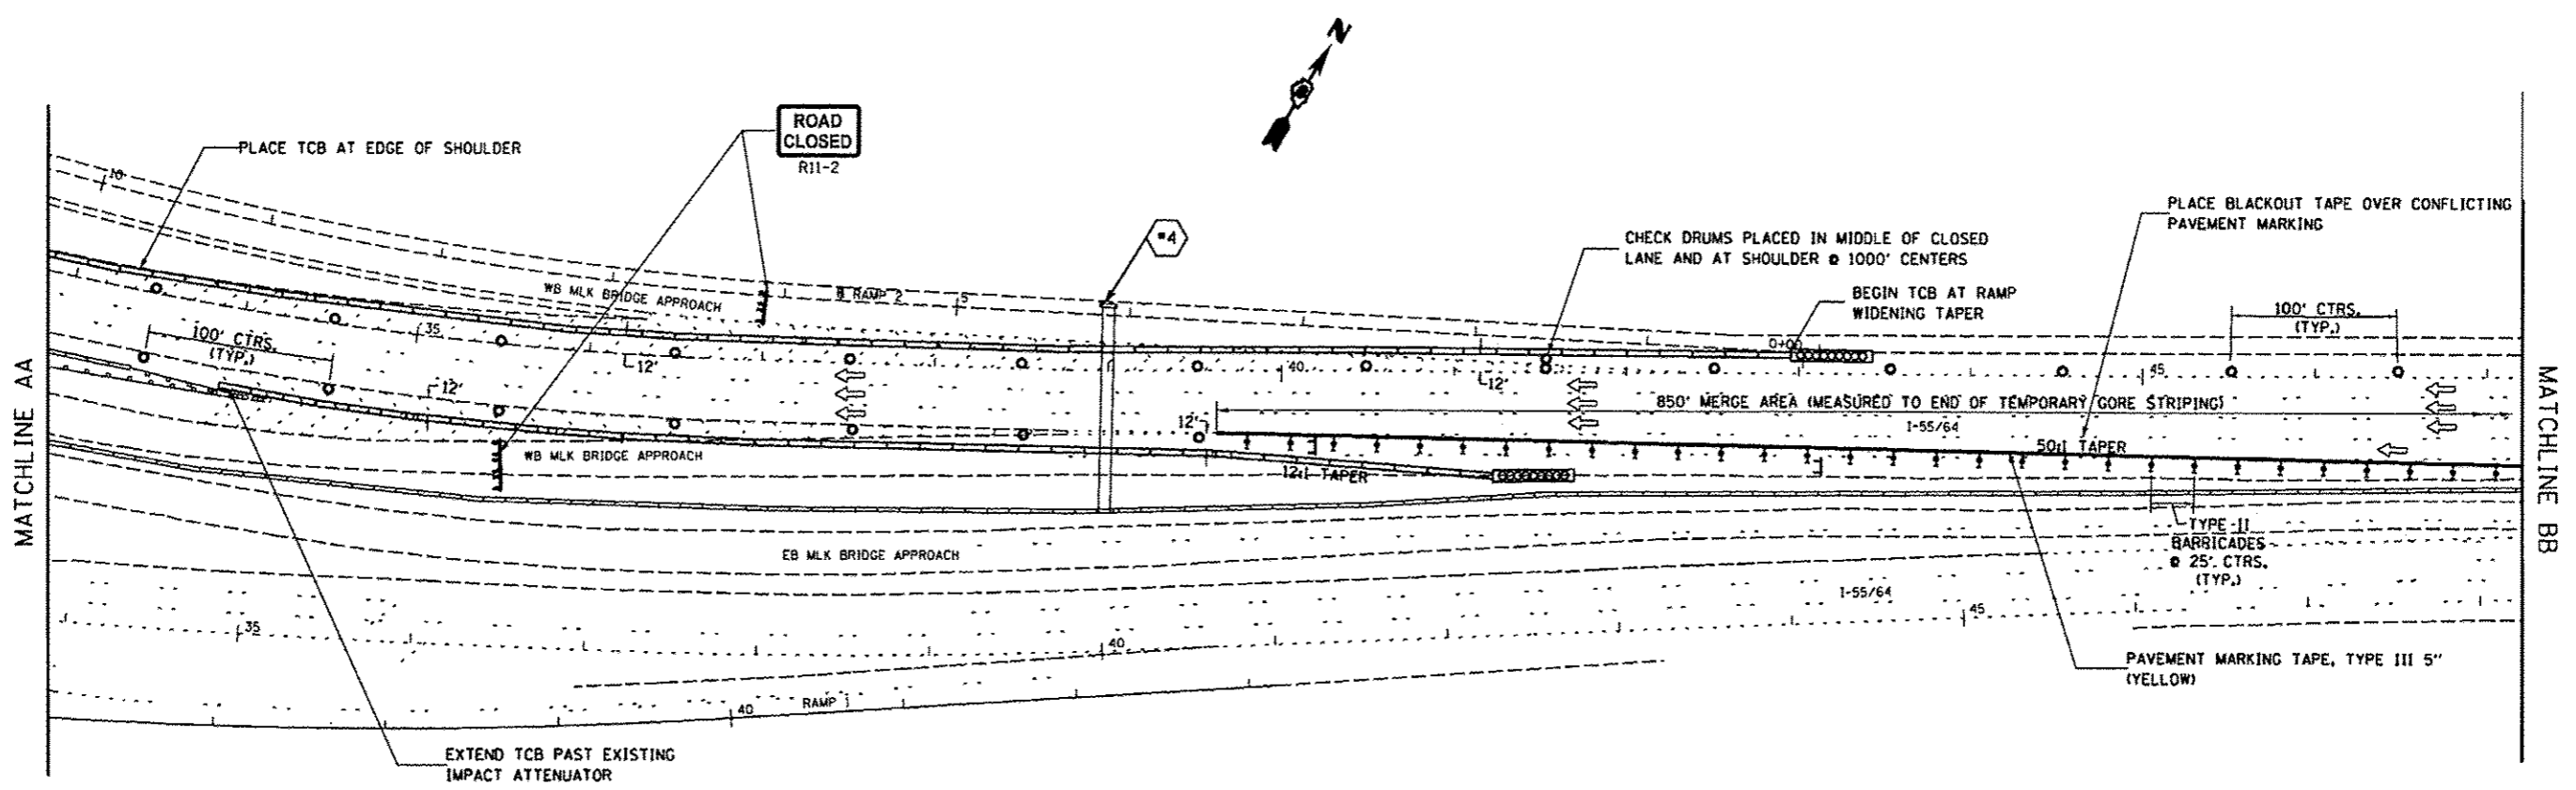 N
ROAD
CLOSED
R11-2
PLACE TCB AT EDGE OF SHOULDER
10
PLACE BLACKOUT TAPE OVER CONFLICTING
PAVEMENT MARKING
CHECK DRUMS PLACED IN MIDDLE OF CLOSED
LANE AND AT SHOULDER @ 1000' CENTERS
BEGIN TCB AT RAMP
WIDENING TAPER
*4
WB MLK BRIDGE APPROACH
RAMP 2
5
100' CTRS.
(TYP.)
0+00
35
100' CTRS.
(TYP.)
12'
40
12'
45
12'
12'
850' MERGE AREA (MEASURED TO END OF TEMPORARY GORE STRIPING)
I-55/64
50:1 TAPER
WB MLK BRIDGE APPROACH
12:1 TAPER
MATCHLINE AA
MATCHLINE BB
TYPE II
BARRICADES
@ 25' CTRS.
(TYP.)
EB MLK BRIDGE APPROACH
I-55/64
35
40
45
PAVEMENT MARKING TAPE, TYPE III 5"
(YELLOW)
40
RAMP 1
EXTEND TCB PAST EXISTING
IMPACT ATTENUATOR